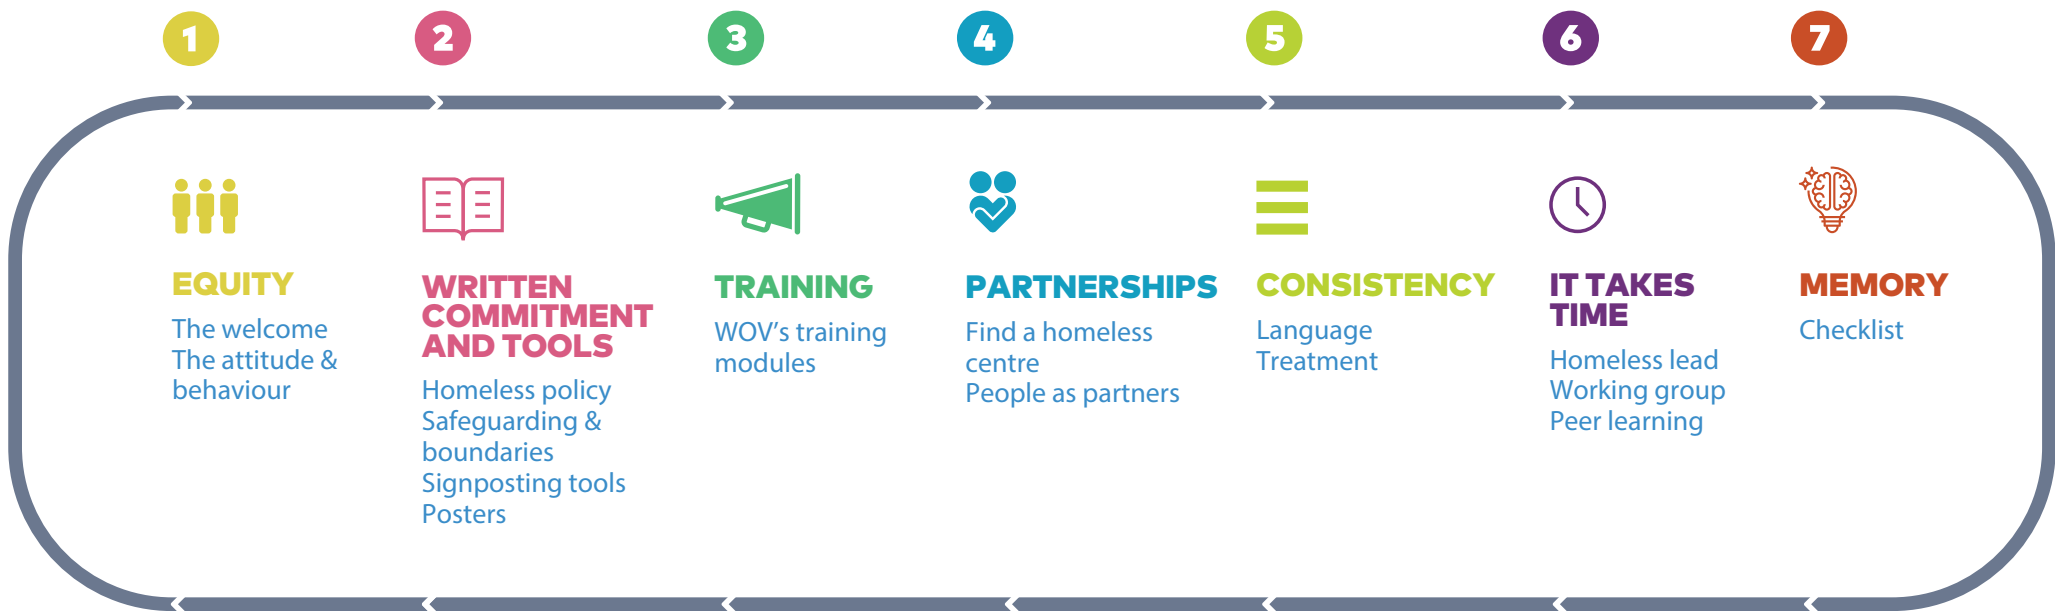 1
2
3
4
5
6
7
EQUITY
The welcome
The attitude &
behaviour
WRITTEN
COMMITMENT
AND TOOLS
Homeless policy
Safeguarding &
boundaries
Signposting tools
Posters
TRAINING
WOV’s training
modules
PARTNERSHIPS
Find a homeless
centre
People as partners
CONSISTENCY
Language
Treatment
IT TAKES
TIME
Homeless lead
Working group
Peer learning
MEMORY
Checklist